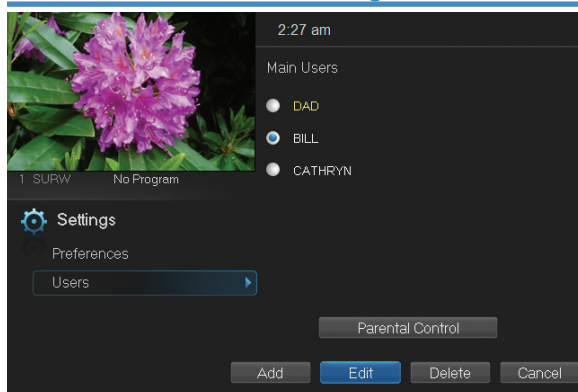 2:27 am
Main Users
DAD
BILL
CATHRYN
1 SURW No Program
Settings
Preferences
Users
Parental Control
Add Edit Delete Cancel